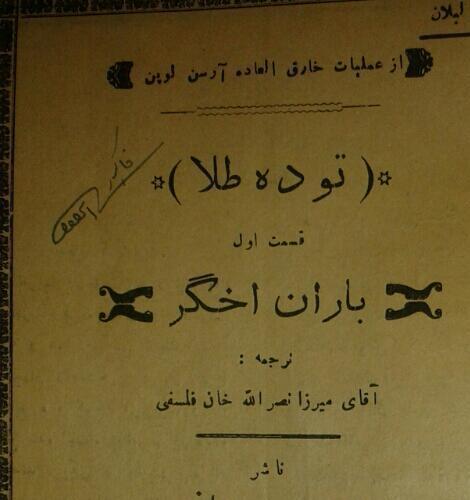 لبلان
از عملیات خارق العاده آرسن لوپن
(توده طلا)
قسمت اول
باران اخگر
ترجمه :
آقای میرزا نصرالله خان فلسفی
ناشر